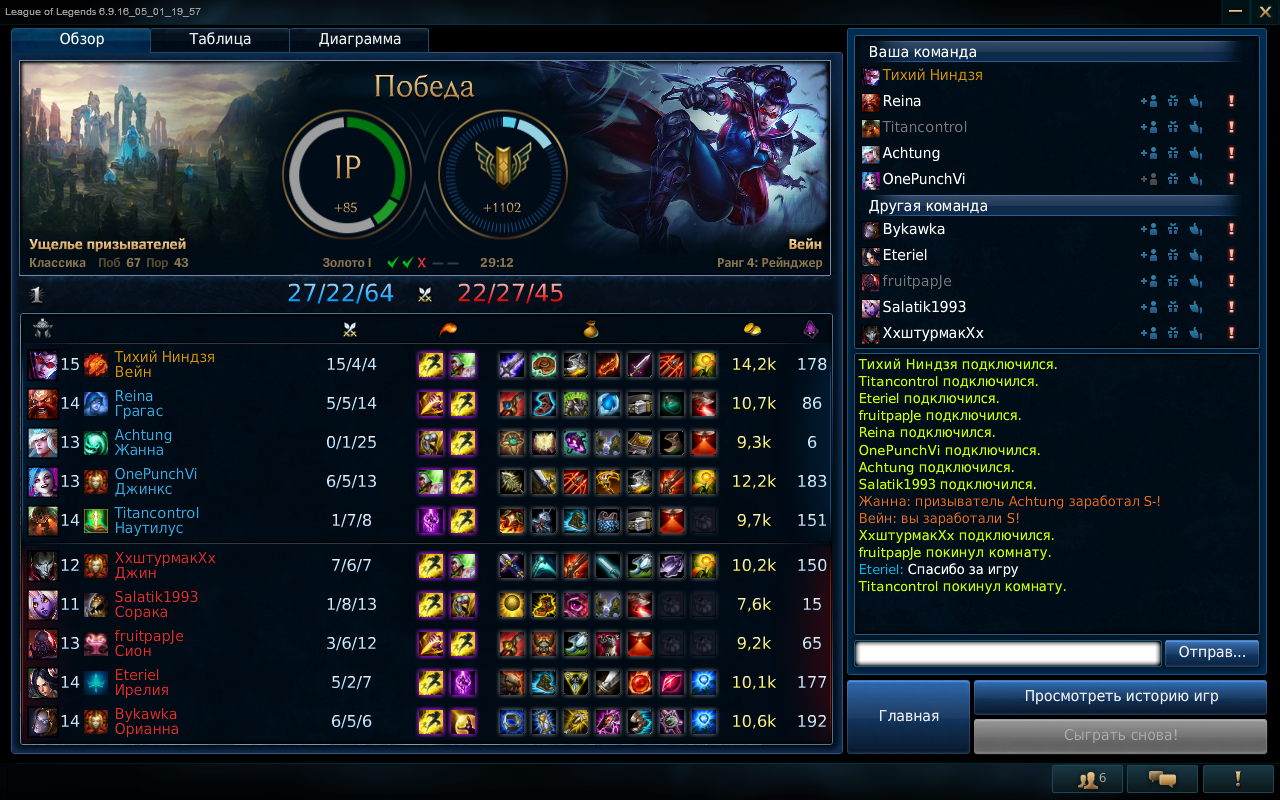 League of Legends 6.9.16_05_01_19_57
Обзор
Таблица
Диаграмма
Победа
IP
+85
+1102
Ущелье призывателей
Классика Поб 67 Пор 43
Золото I
29:12
Вейн
Ранг 4: Рейнджер
1
27/22/64
22/27/45
15 Тихий Ниндзя 15/4/4 14,2k 178
Вейн
14 Reina 5/5/14 10,7k 86
Грагас
13 Achtung 0/1/25 9,3k 6
Жанна
13 OnePunchVi 6/5/13 12,2k 183
Джинкс
14 Titancontrol 1/7/8 9,7k 151
Наутилус
12 ХхштурмакХх 7/6/7 10,2k 150
Джин
11 Salatik1993 1/8/13 7,6k 15
Сорака
13 fruitpapJe 3/6/12 9,2k 65
Сион
14 Eteriel 5/2/7 10,1k 177
Ирелия
14 Bykawka 6/5/6 10,6k 192
Орианна
Ваша команда
Тихий Ниндзя
Reina
Titancontrol
Achtung
OnePunchVi
Другая команда
Bykawka
Eteriel
fruitpapJe
Salatik1993
ХхштурмакХх
Тихий Ниндзя подключился.
Titancontrol подключился.
Eteriel подключился.
fruitpapJe подключился.
Reina подключился.
OnePunchVi подключился.
Achtung подключился.
Salatik1993 подключился.
Жанна: призыватель Achtung заработал S-!
Вейн: вы заработали S!
ХхштурмакХх подключился.
fruitpapJe покинул комнату.
Eteriel: Спасибо за игру
Titancontrol покинул комнату.
Отправ...
Главная
Просмотреть историю игр
Сыграть снова!
6